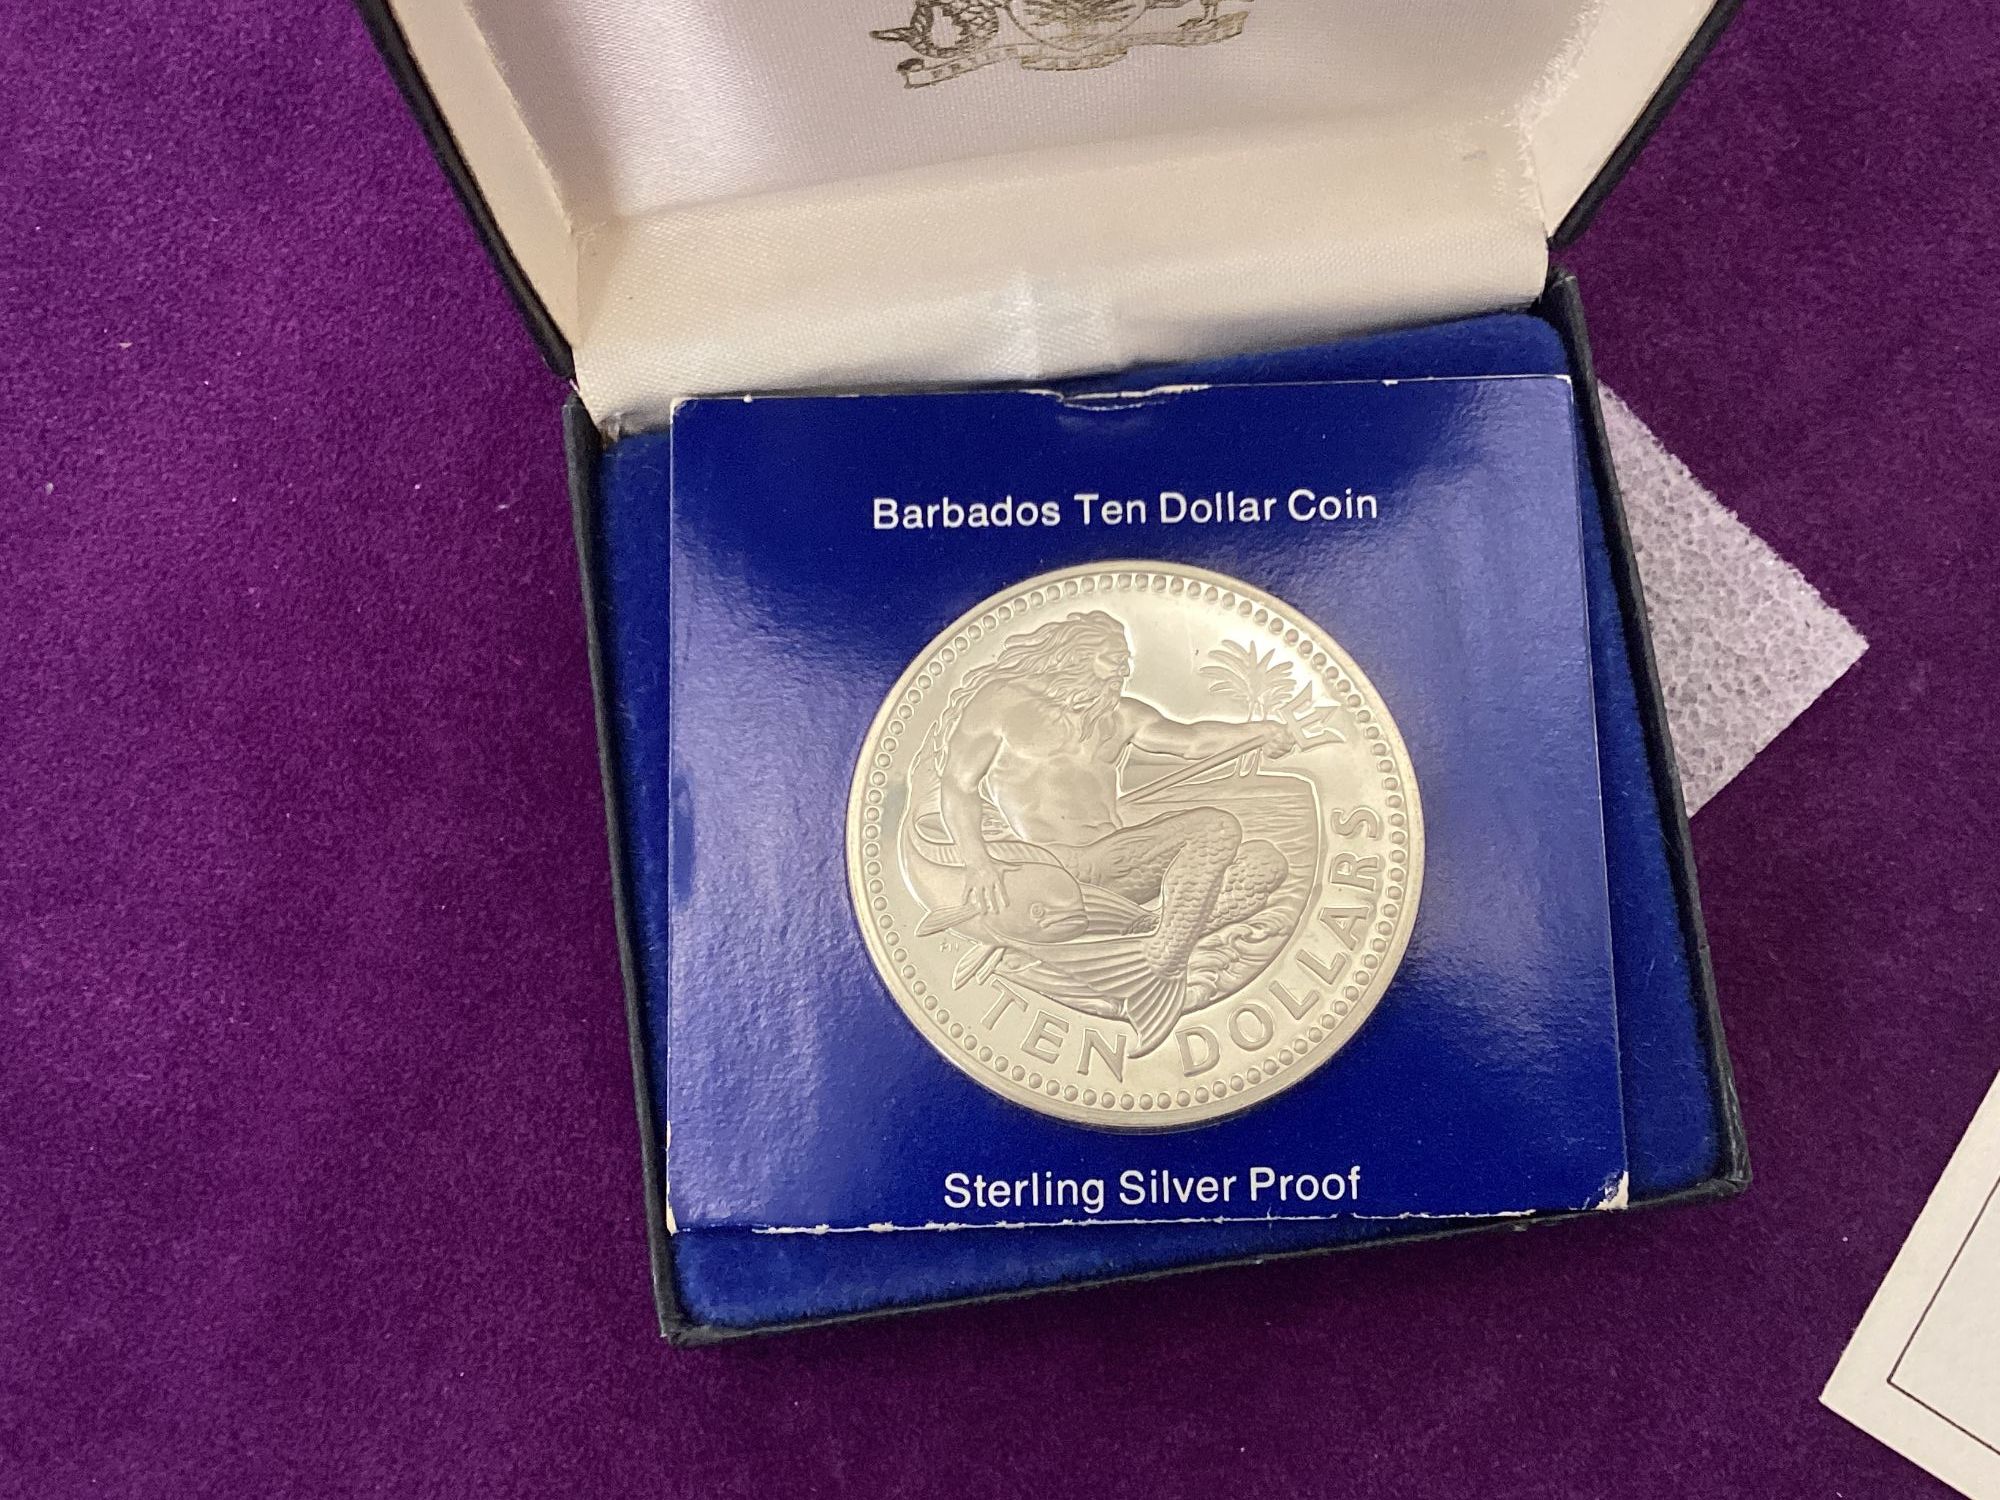 Barbados Ten Dollar Coin
TEN DOLLARS
Sterling Silver Proof